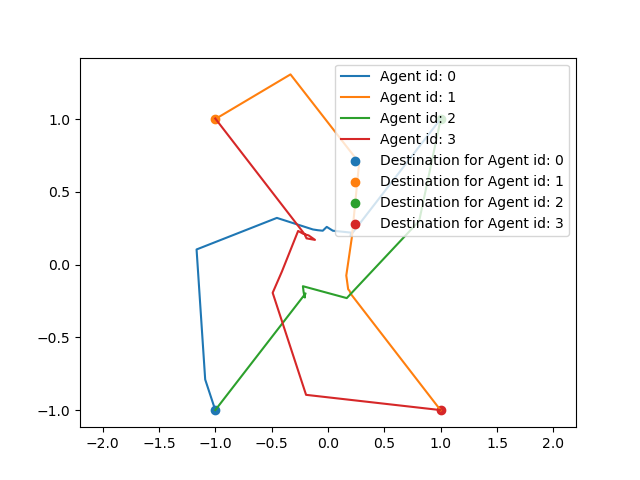 Agent id: 0
Agent id: 1
Agent id: 2
Agent id: 3
Destination for Agent id: 0
Destination for Agent id: 1
Destination for Agent id: 2
Destination for Agent id: 3
1.0
0.5
0.0
−0.5
−1.0
−2.0 −1.5 −1.0 −0.5 0.0 0.5 1.0 1.5 2.0